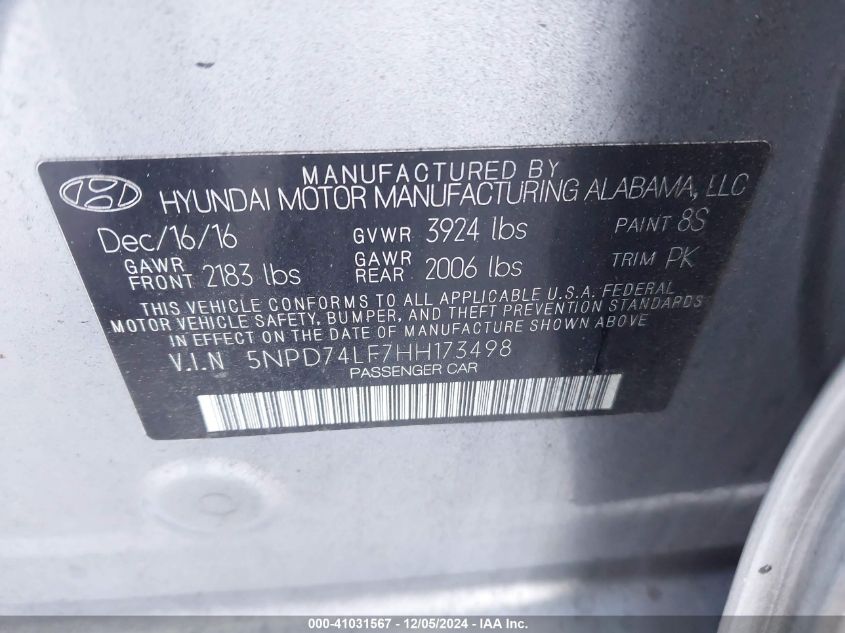 MANUFACTURED BY
HYUNDAI MOTOR MANUFACTURING ALABAMA, LLC
Dec/16/16 GVWR 3924 lbs PAINT 8S
GAWR FRONT 2183 lbs GAWR REAR 2006 lbs TRIM PK
THIS VEHICLE CONFORMS TO ALL APPLICABLE U.S.A. FEDERAL
MOTOR VEHICLE SAFETY, BUMPER, AND THEFT PREVENTION STANDARDS
IN EFFECT ON THE DATE OF MANUFACTURE SHOWN ABOVE
V.I.N 5NPD74LF7HH173498
PASSENGER CAR
000-41031567 - 12/05/2024 - IAAI - IAA Inc.